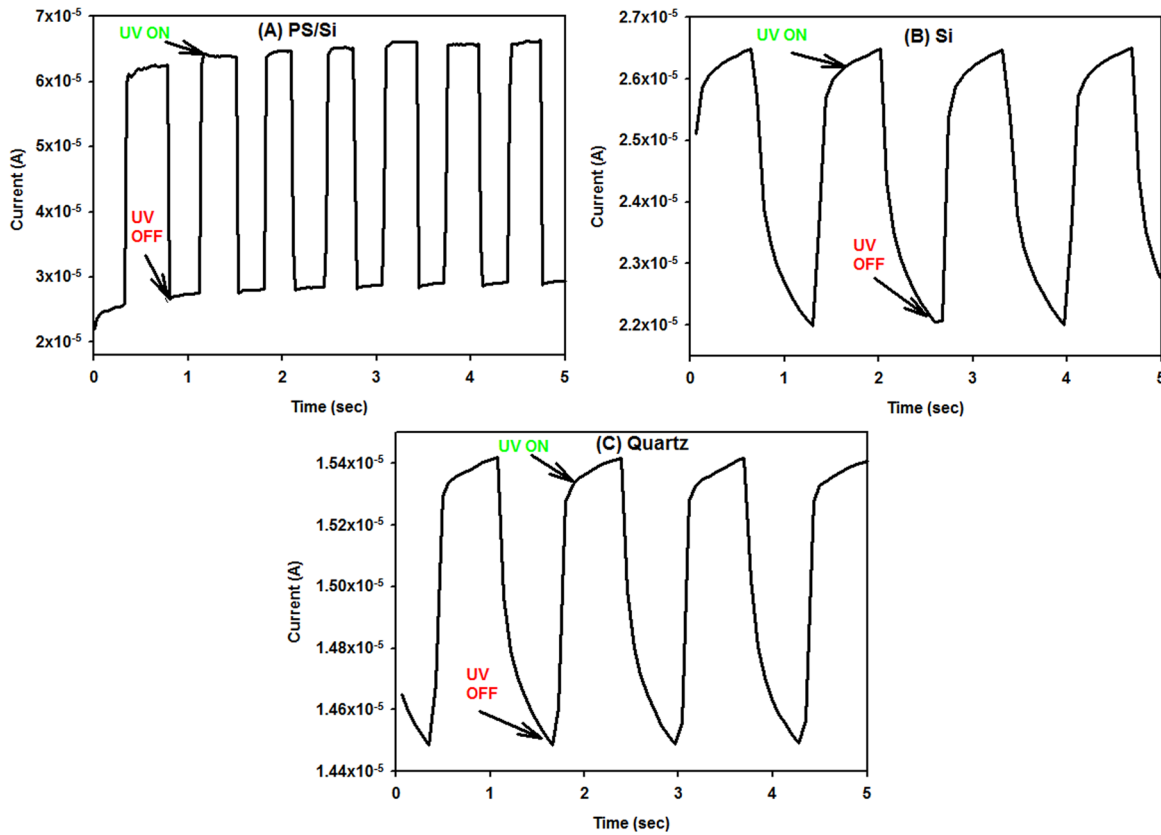 (A) PS/Si
UV ON
UV
OFF
7x10⁻⁵
6x10⁻⁵
5x10⁻⁵
4x10⁻⁵
3x10⁻⁵
2x10⁻⁵
Current (A)
0 1 2 3 4 5
Time (sec)
(B) Si
UV ON
UV
OFF
2.7x10⁻⁵
2.6x10⁻⁵
2.5x10⁻⁵
2.4x10⁻⁵
2.3x10⁻⁵
2.2x10⁻⁵
Current (A)
0 1 2 3 4 5
Time (sec)
(C) Quartz
UV ON
UV
OFF
1.54x10⁻⁵
1.52x10⁻⁵
1.50x10⁻⁵
1.48x10⁻⁵
1.46x10⁻⁵
1.44x10⁻⁵
Current (A)
0 1 2 3 4 5
Time (sec)